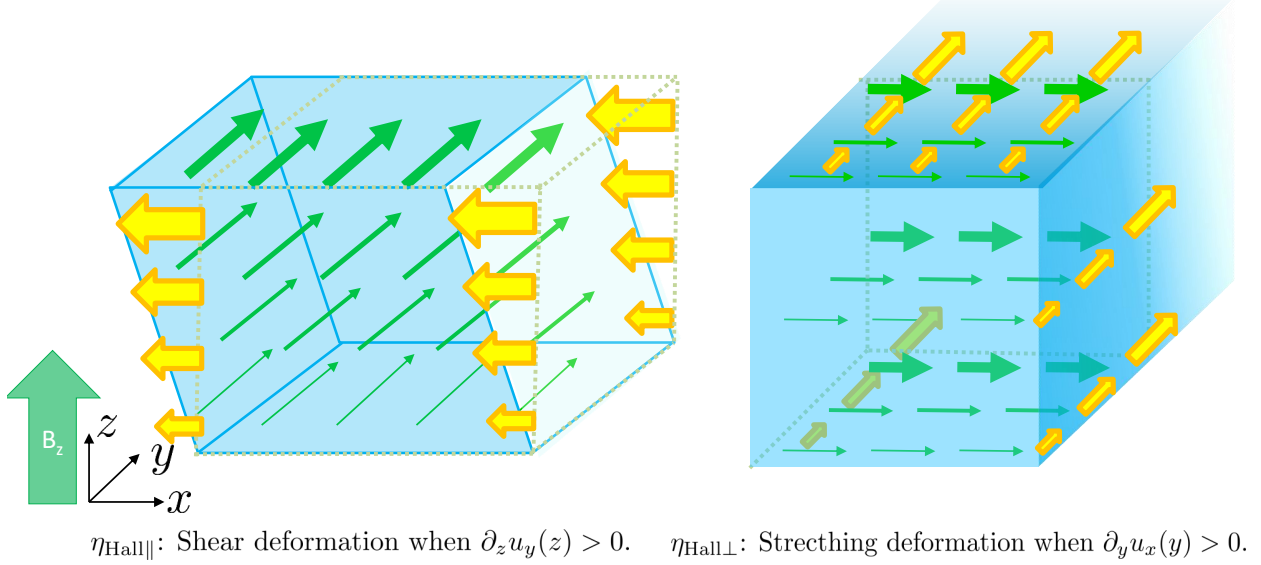 B_z
z
y
x
η_Hall∥: Shear deformation when ∂_z u_y(z) > 0.
η_Hall⊥: Strecthing deformation when ∂_y u_x(y) > 0.